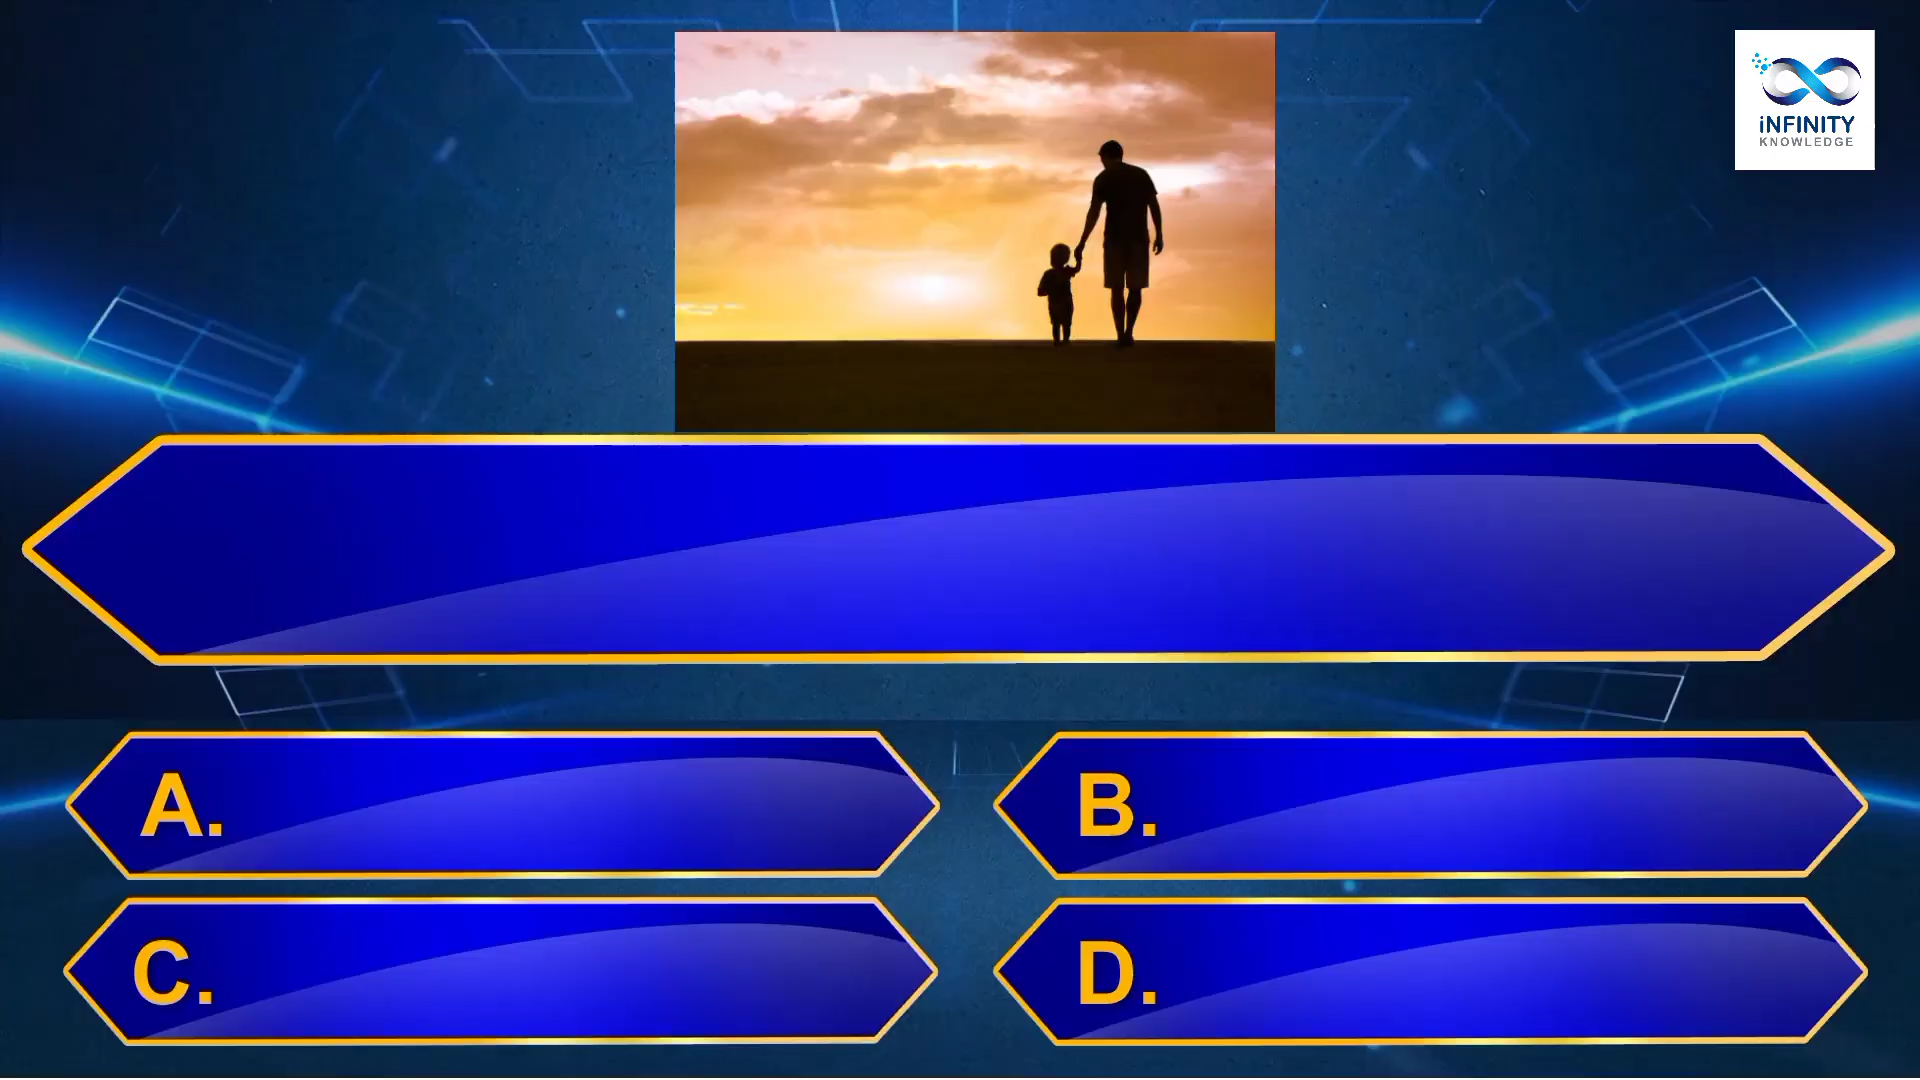 iNFINITY
KNOWLEDGE
A.
B.
C.
D.